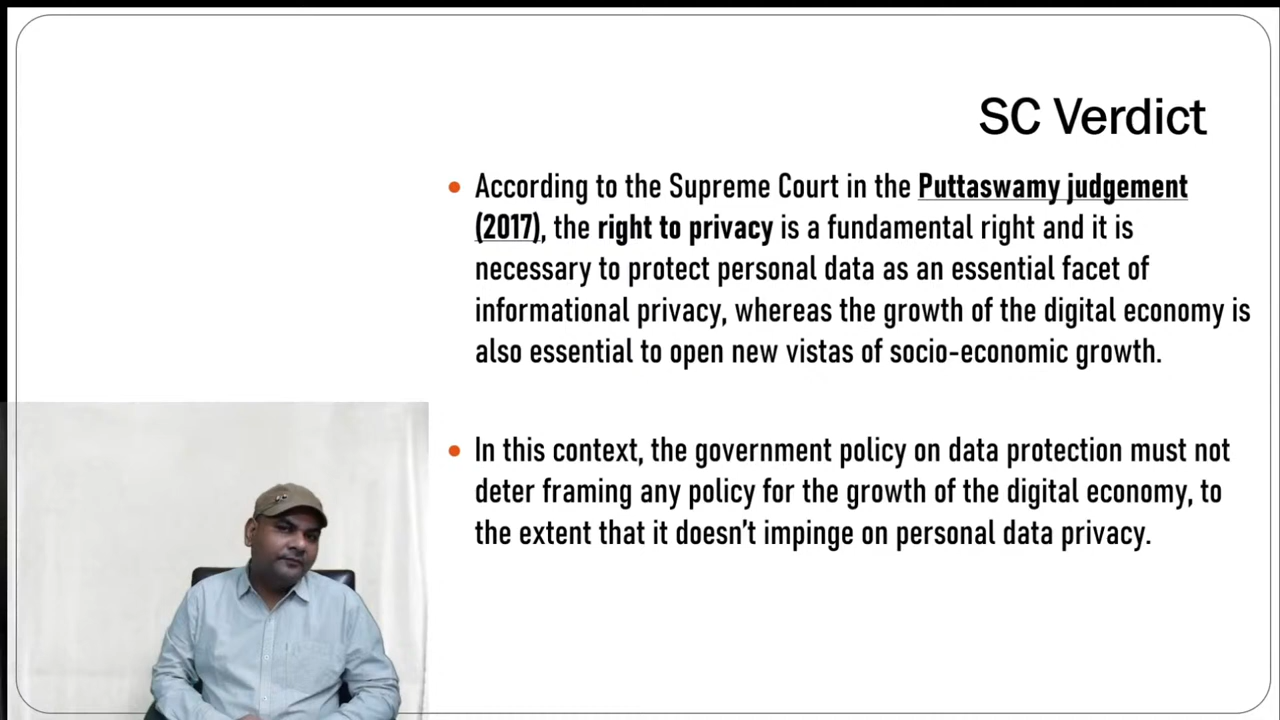 SC Verdict
According to the Supreme Court in the Puttaswamy judgement
(2017), the right to privacy is a fundamental right and it is
necessary to protect personal data as an essential facet of
informational privacy, whereas the growth of the digital economy is
also essential to open new vistas of socio-economic growth.
In this context, the government policy on data protection must not
deter framing any policy for the growth of the digital economy, to
the extent that it doesn't impinge on personal data privacy.